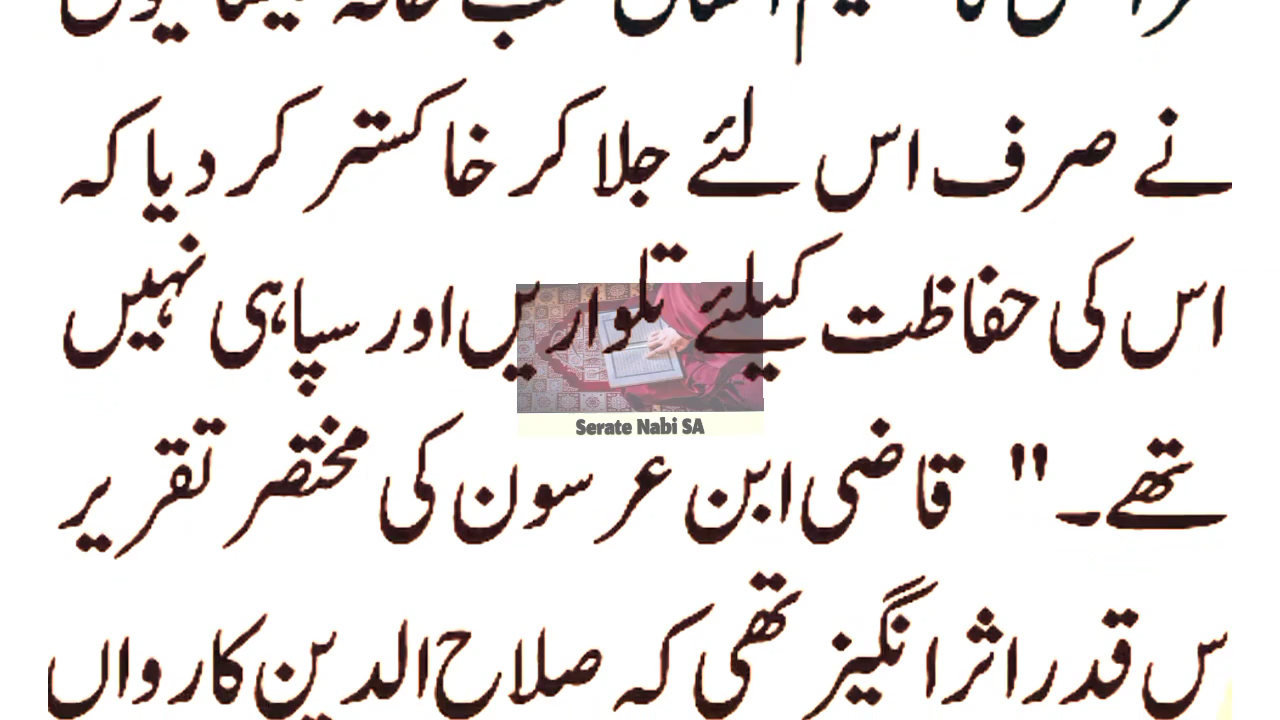 نے صرف اس لئے جلا کر خاکستر کر دیا کہ
اس کی حفاظت کیلئے تلواریں اور سپاہی نہیں
Serate Nabi SA
تھے۔" قاضی ابن عرسون کی مختصر تقریر
س قدر اثر انگیز تھی کہ صلاح الدین کا رواں